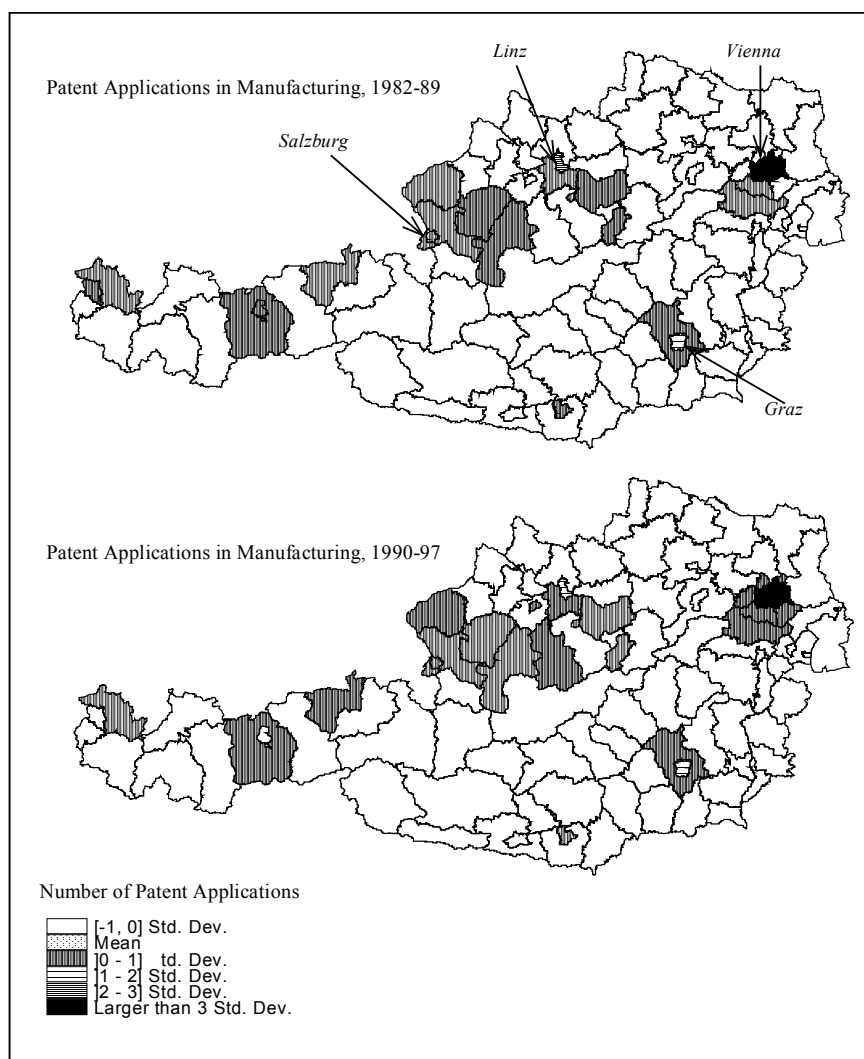 Linz
Vienna
Patent Applications in Manufacturing, 1982-89
Salzburg
Graz
Patent Applications in Manufacturing, 1990-97
Number of Patent Applications
[-1, 0] Std. Dev.
Mean
]0 - 1] td. Dev.
]1 - 2] Std. Dev.
]2 - 3] Std. Dev.
Larger than 3 Std. Dev.